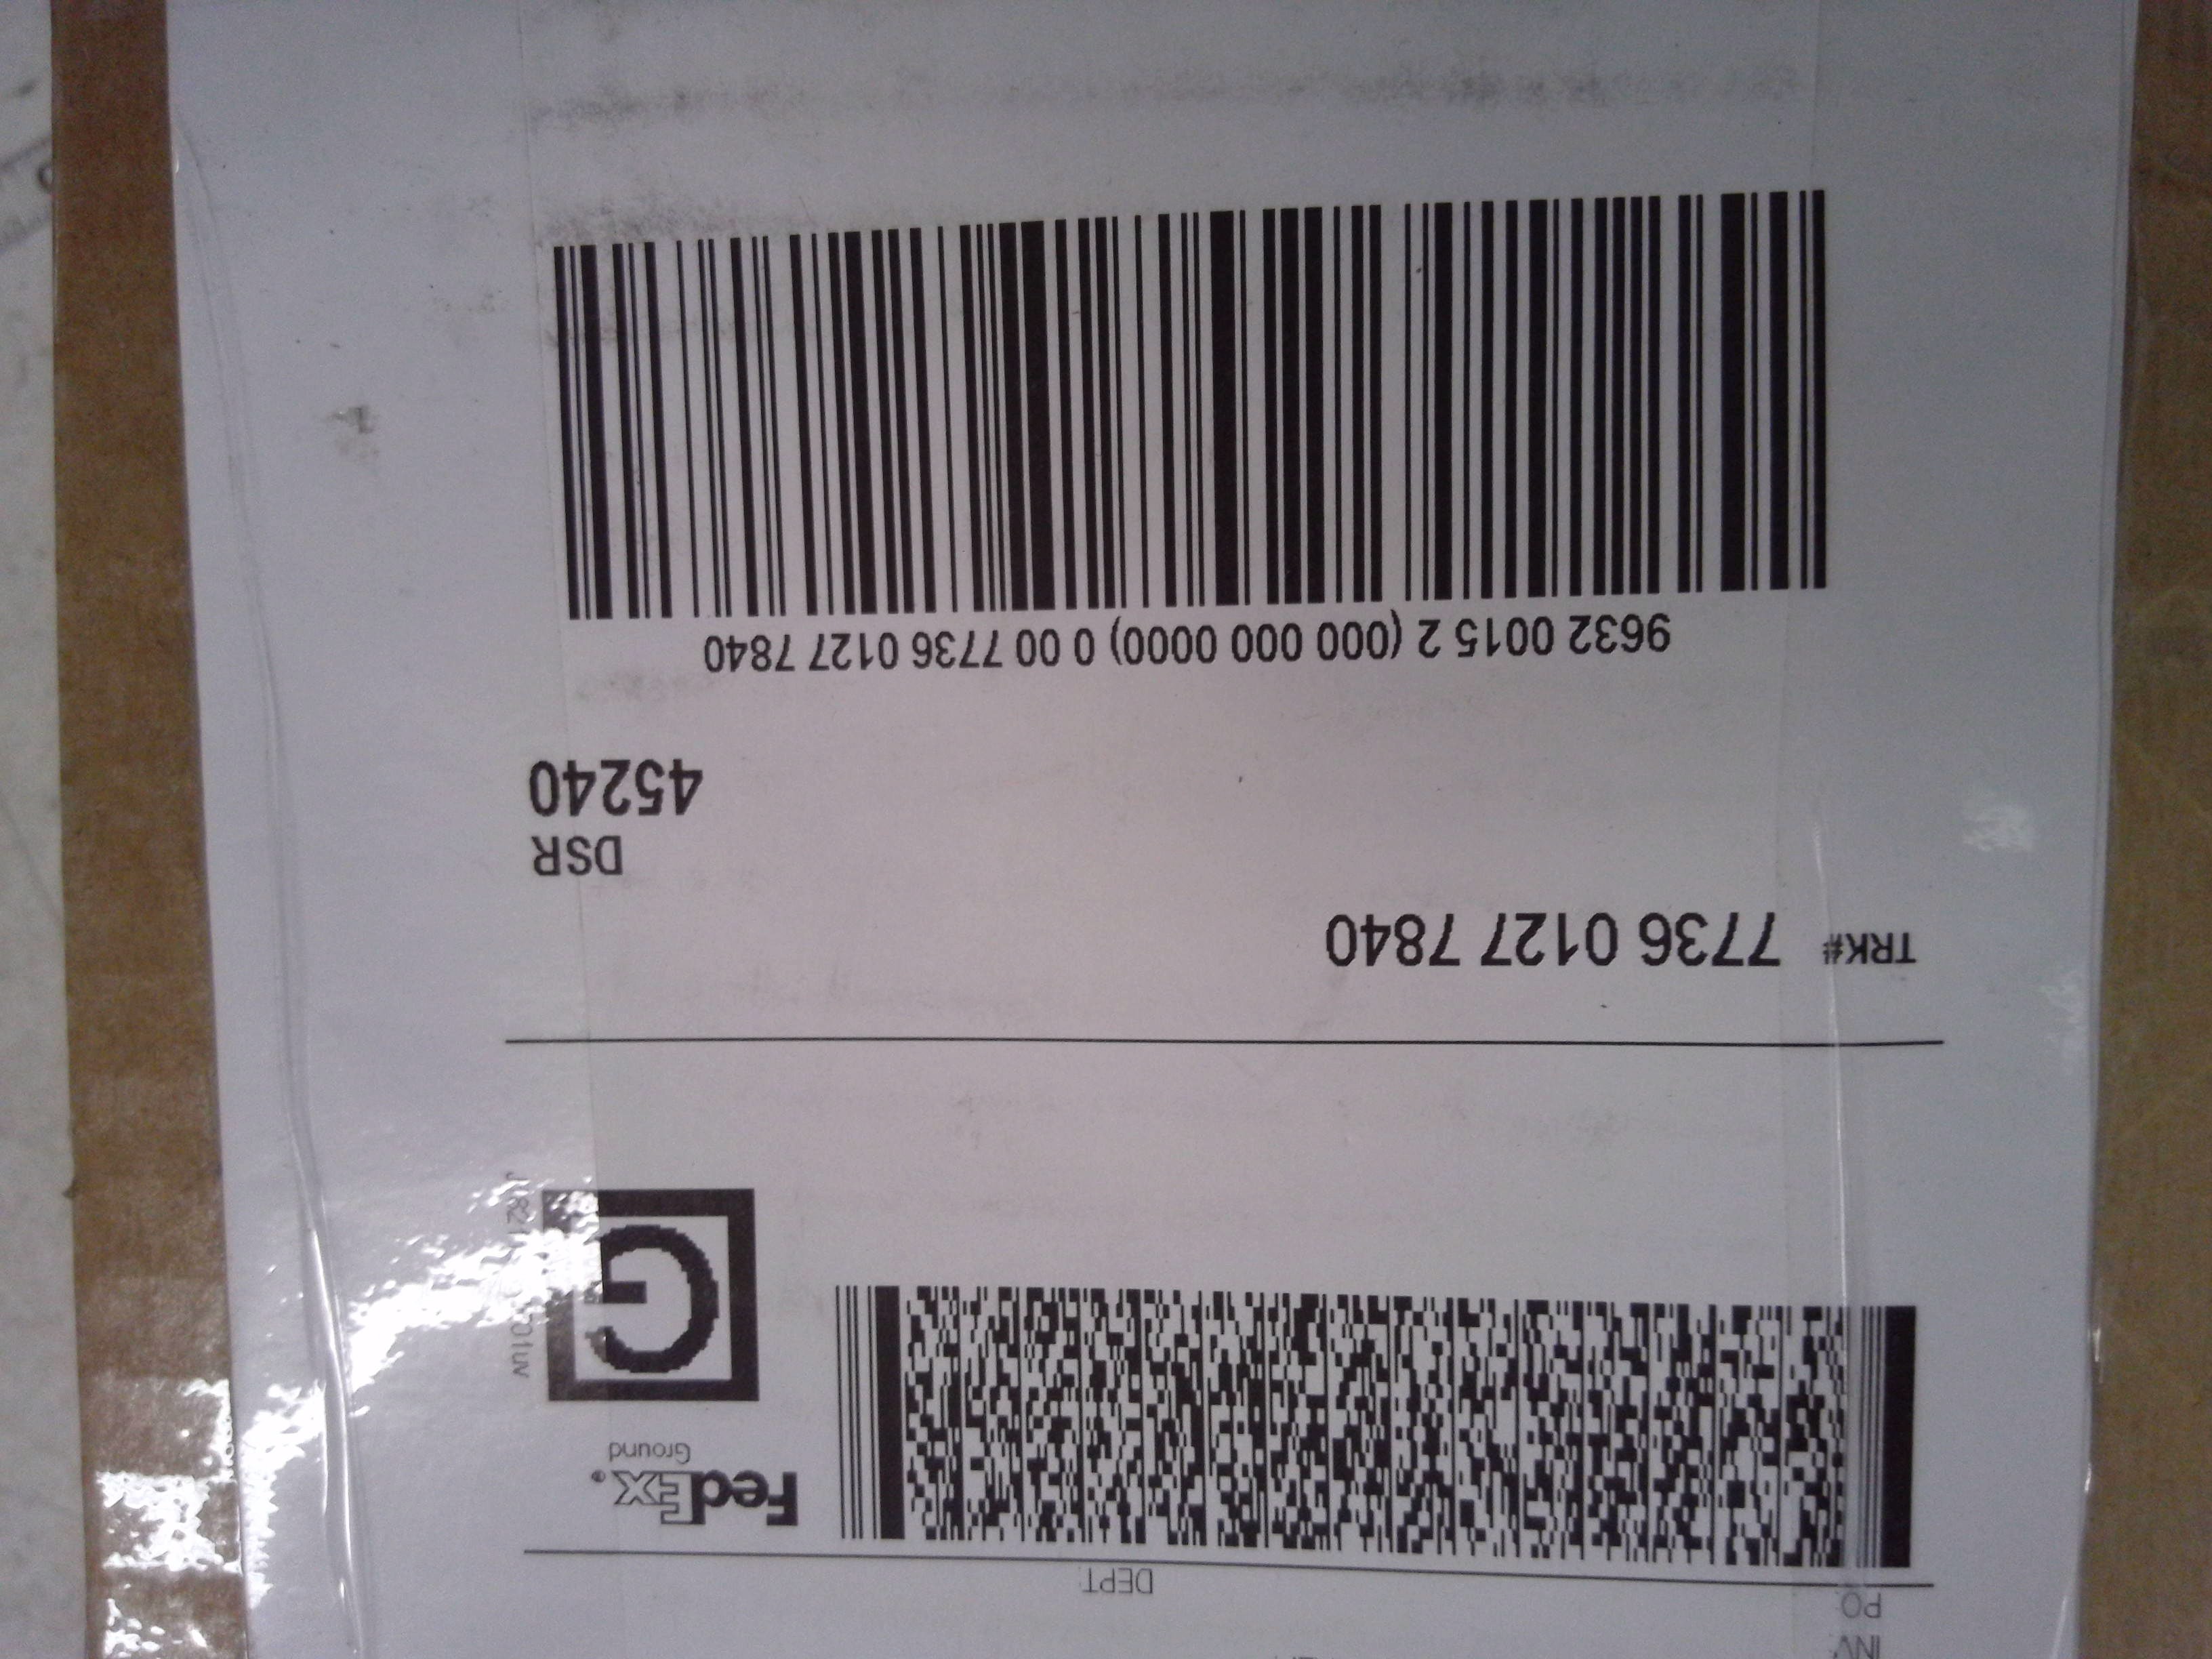 INV:
PO:
DEPT:
FedEx®
Ground
G
TRK# 7736 0127 7840
DSR
45240
9632 0015 2 (000 000 0000) 0 00 7736 0127 7840